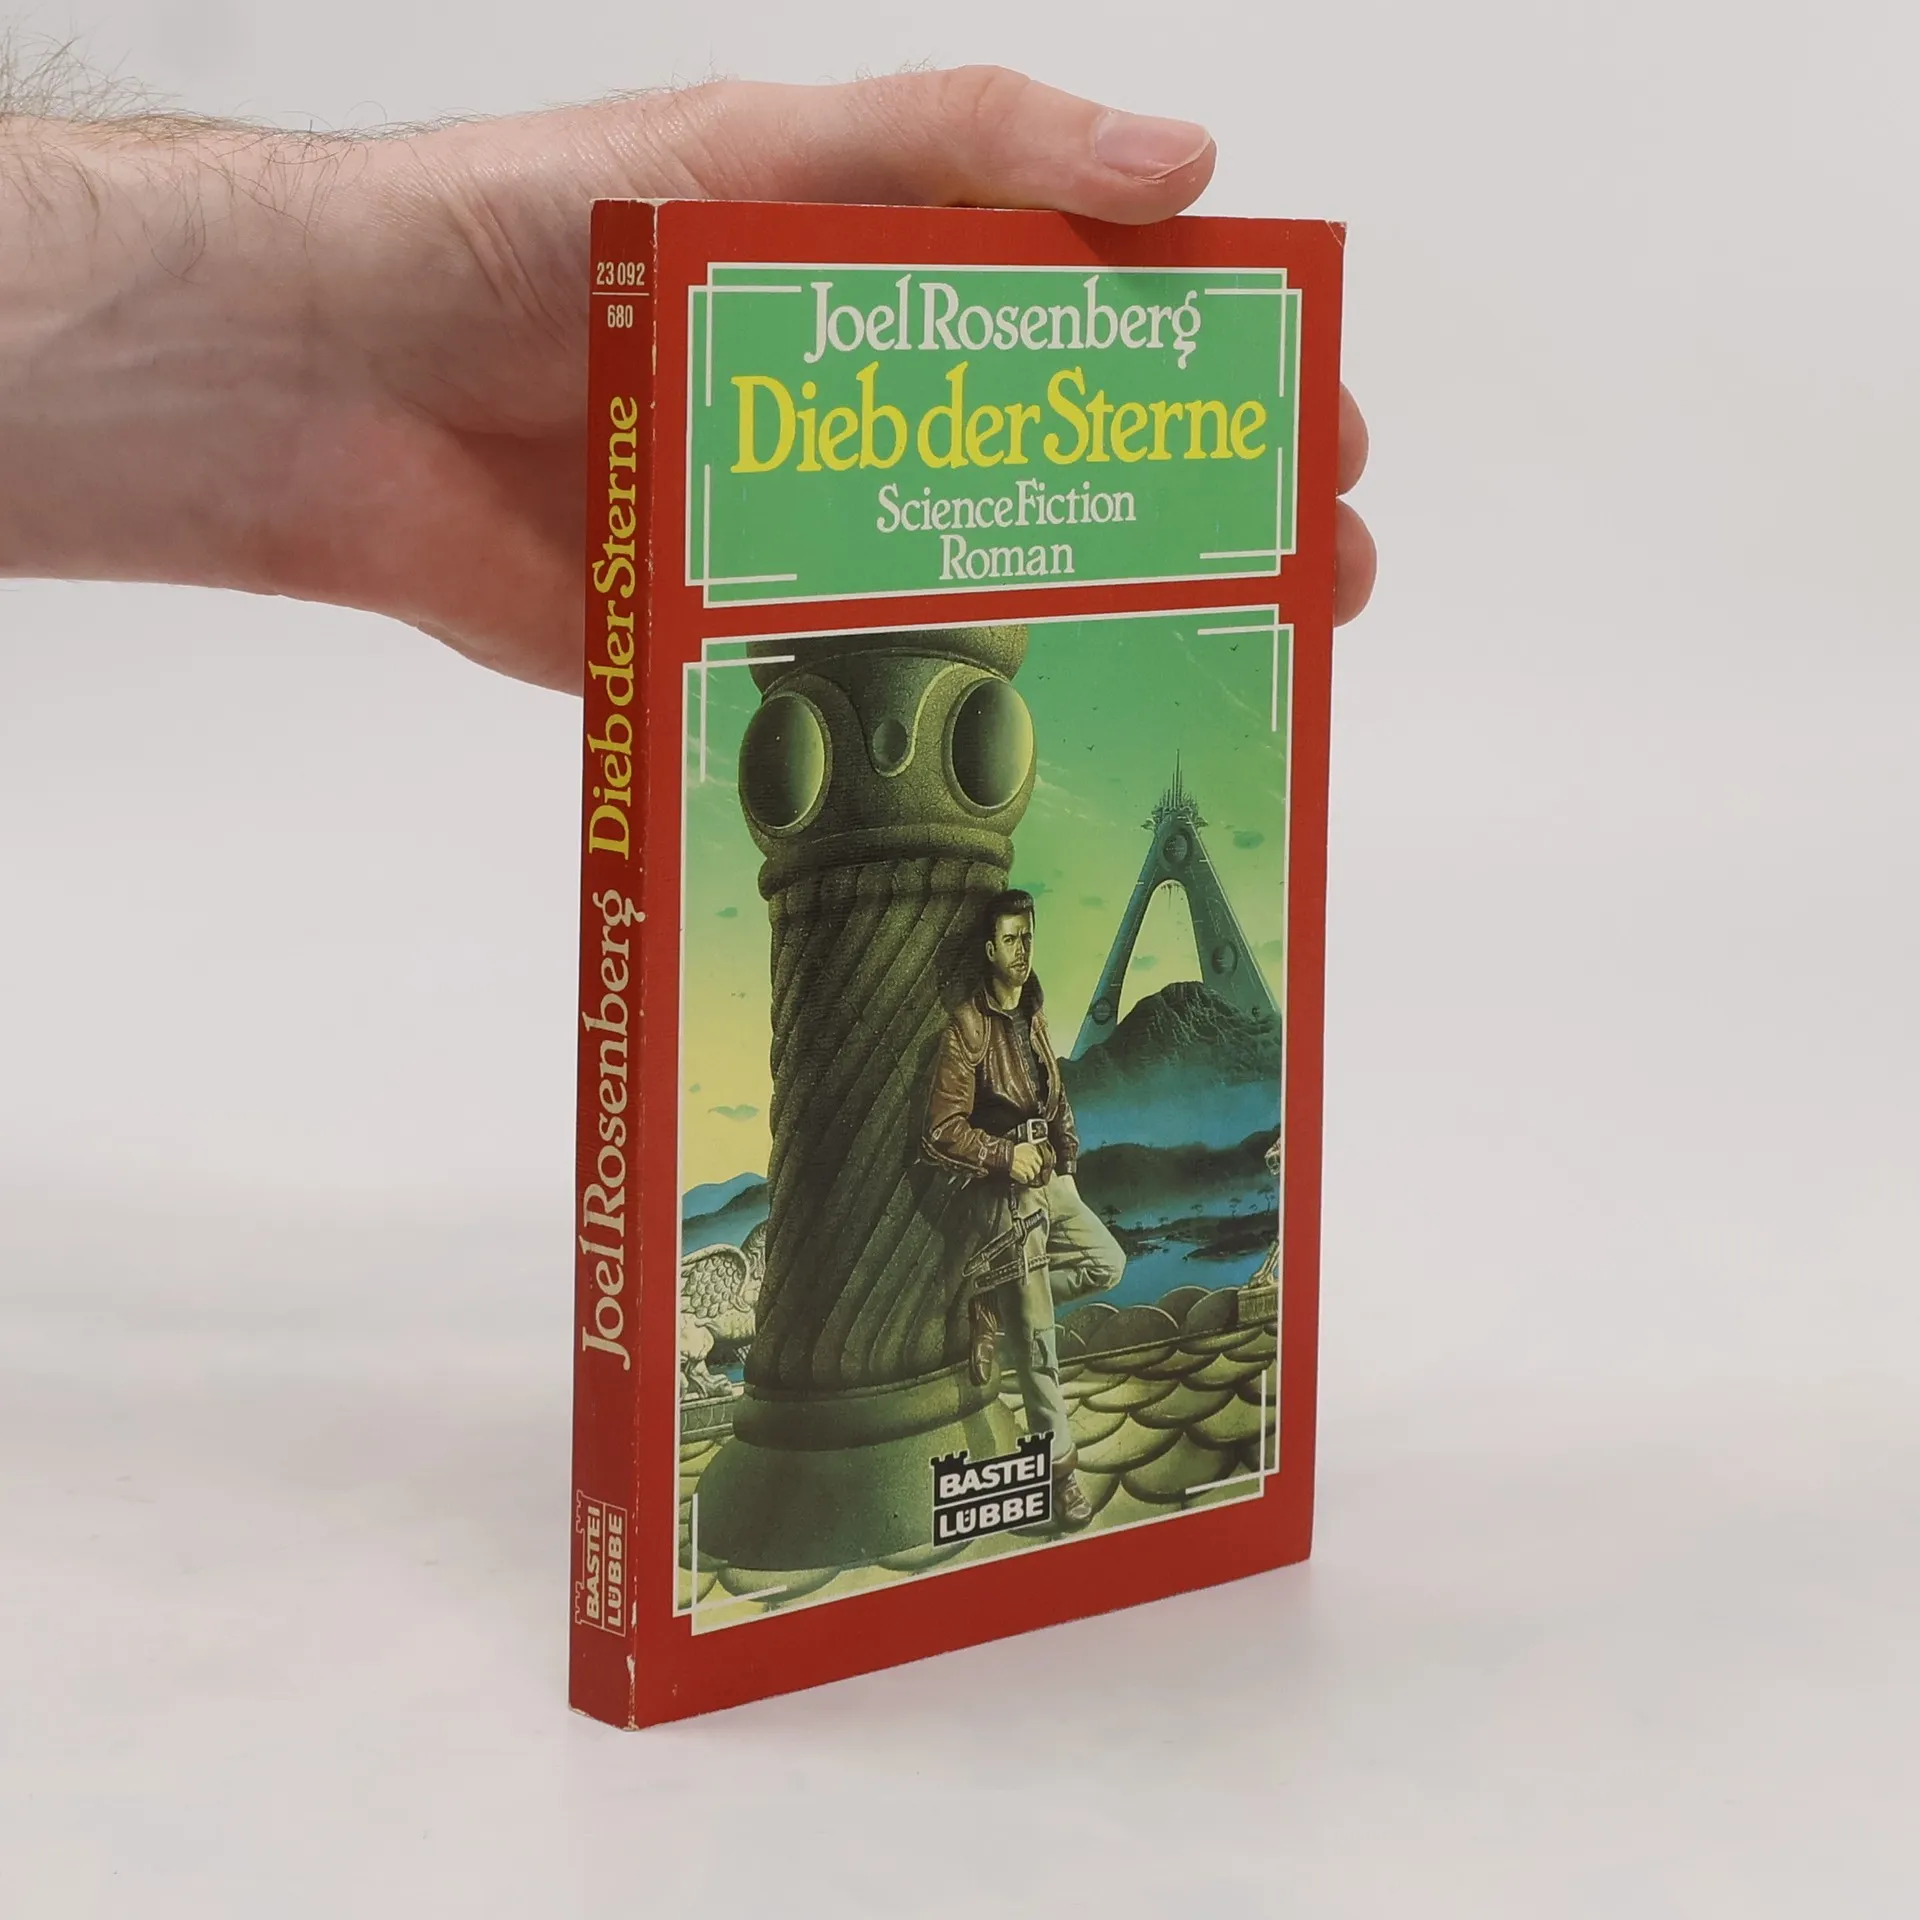 23 092
680
Joel Rosenberg Dieb der Sterne
BASTEI
LÜBBE
Joel Rosenberg
Dieb der Sterne
Science Fiction
Roman
BASTEI
LÜBBE